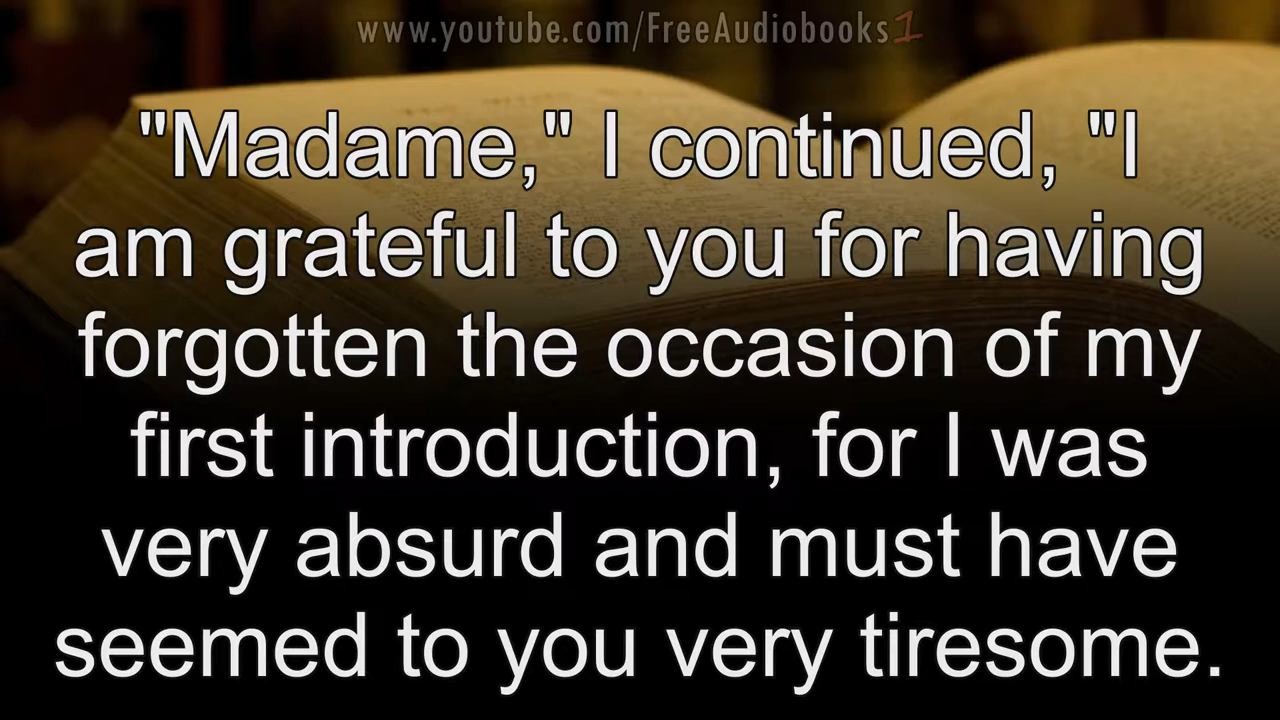 www.youtube.com/FreeAudiobooks1
"Madame," I continued, "I
am grateful to you for having
forgotten the occasion of my
first introduction, for I was
very absurd and must have
seemed to you very tiresome.